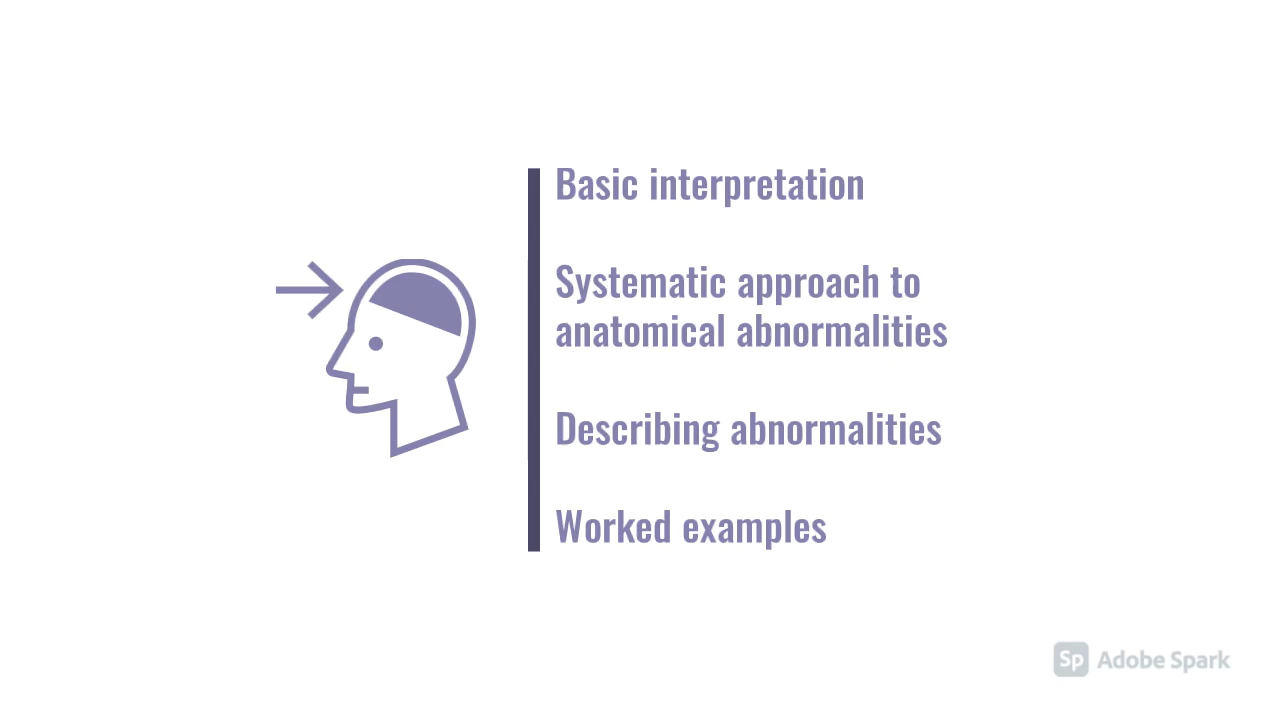 Basic interpretation
Systematic approach to
anatomical abnormalities
Describing abnormalities
Worked examples
Sp Adobe Spark